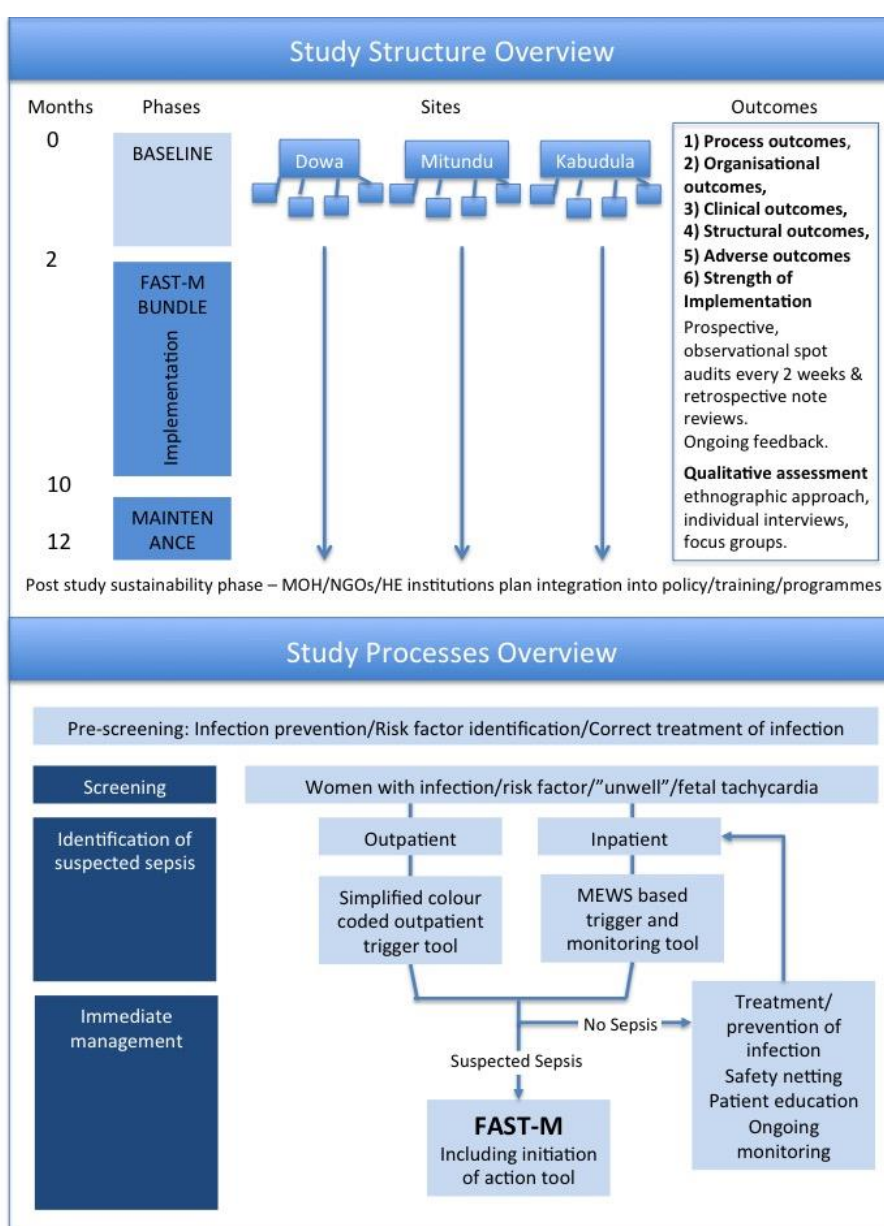 Study Structure Overview
Months
Phases
Sites
Outcomes
0
BASELINE
Dowa
Mitundu
Kabudula
1) Process outcomes,
2) Organisational
outcomes,
3) Clinical outcomes,
4) Structural outcomes,
5) Adverse outcomes
6) Strength of
Implementation
Prospective,
observational spot
audits every 2 weeks &
retrospective note
reviews.
Ongoing feedback.
Qualitative assessment
ethnographic approach,
individual interviews,
focus groups.
2
FAST-M
BUNDLE
Implementation
10
MAINTEN
ANCE
12
Post study sustainability phase – MOH/NGOs/HE institutions plan integration into policy/training/programmes
Study Processes Overview
Pre-screening: Infection prevention/Risk factor identification/Correct treatment of infection
Screening
Women with infection/risk factor/”unwell”/fetal tachycardia
Identification of
suspected sepsis
Outpatient
Inpatient
Simplified colour
coded outpatient
trigger tool
MEWS based
trigger and
monitoring tool
Immediate
management
No Sepsis
Treatment/
prevention of
infection
Safety netting
Patient education
Ongoing
monitoring
Suspected Sepsis
FAST-M
Including initiation
of action tool